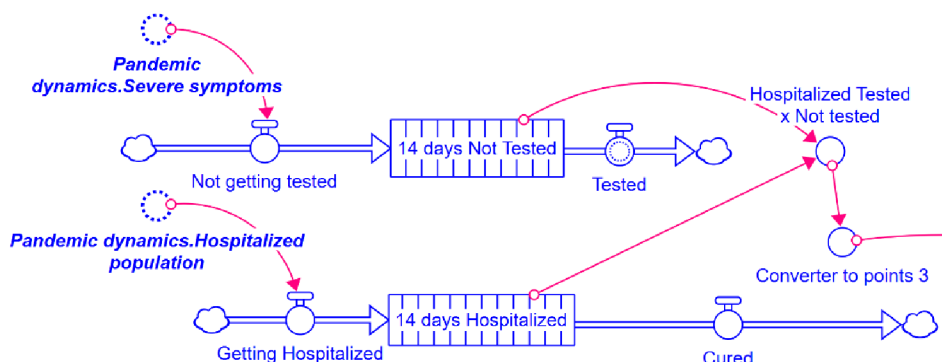 Pandemic
dynamics.Severe symptoms
Hospitalized Tested
x Not tested
14 days Not Tested
Not getting tested
Tested
Pandemic dynamics.Hospitalized
population
Converter to points 3
14 days Hospitalized
Getting Hospitalized
Cured